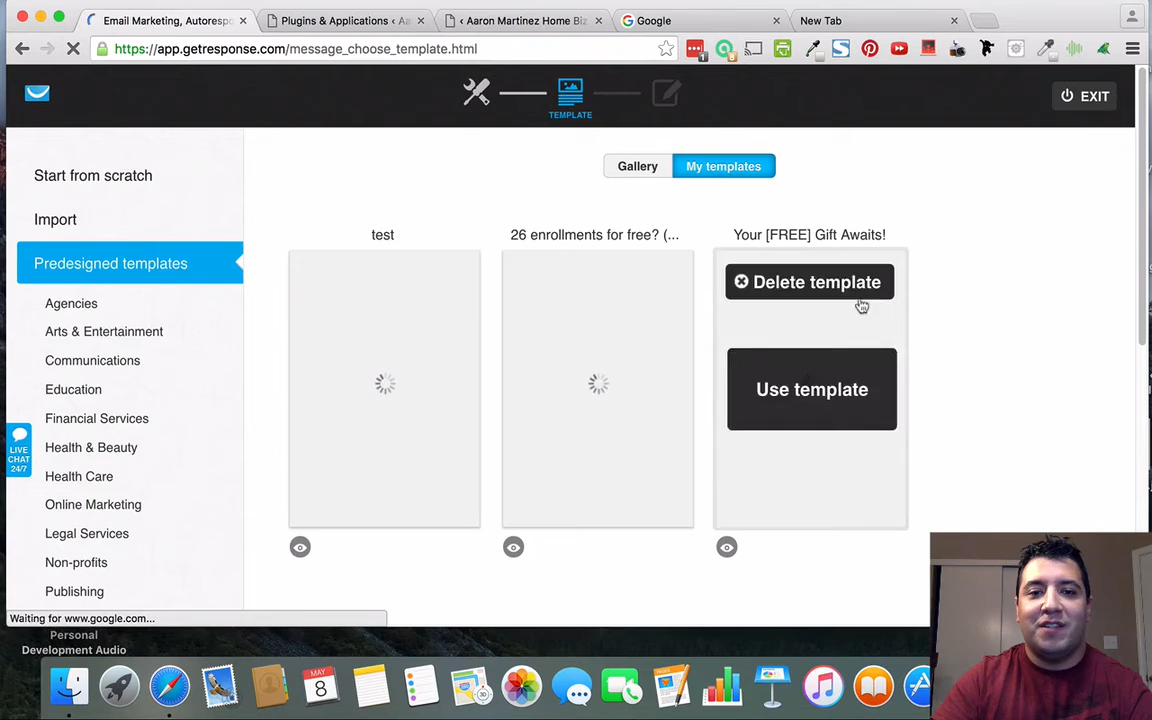 Email Marketing, Autorespo
Plugins & Applications ‹ Aa
‹ Aaron Martinez Home Biz
Google
New Tab
https://app.getresponse.com/message_choose_template.html
TEMPLATE
EXIT
Gallery
My templates
Start from scratch
Import
Predesigned templates
Agencies
Arts & Entertainment
Communications
Education
Financial Services
Health & Beauty
Health Care
Online Marketing
Legal Services
Non-profits
Publishing
LIVE
CHAT
24/7
test
26 enrollments for free? (...
Your [FREE] Gift Awaits!
Delete template
Use template
Waiting for www.google.com...
Personal
Development Audio
MAY
8